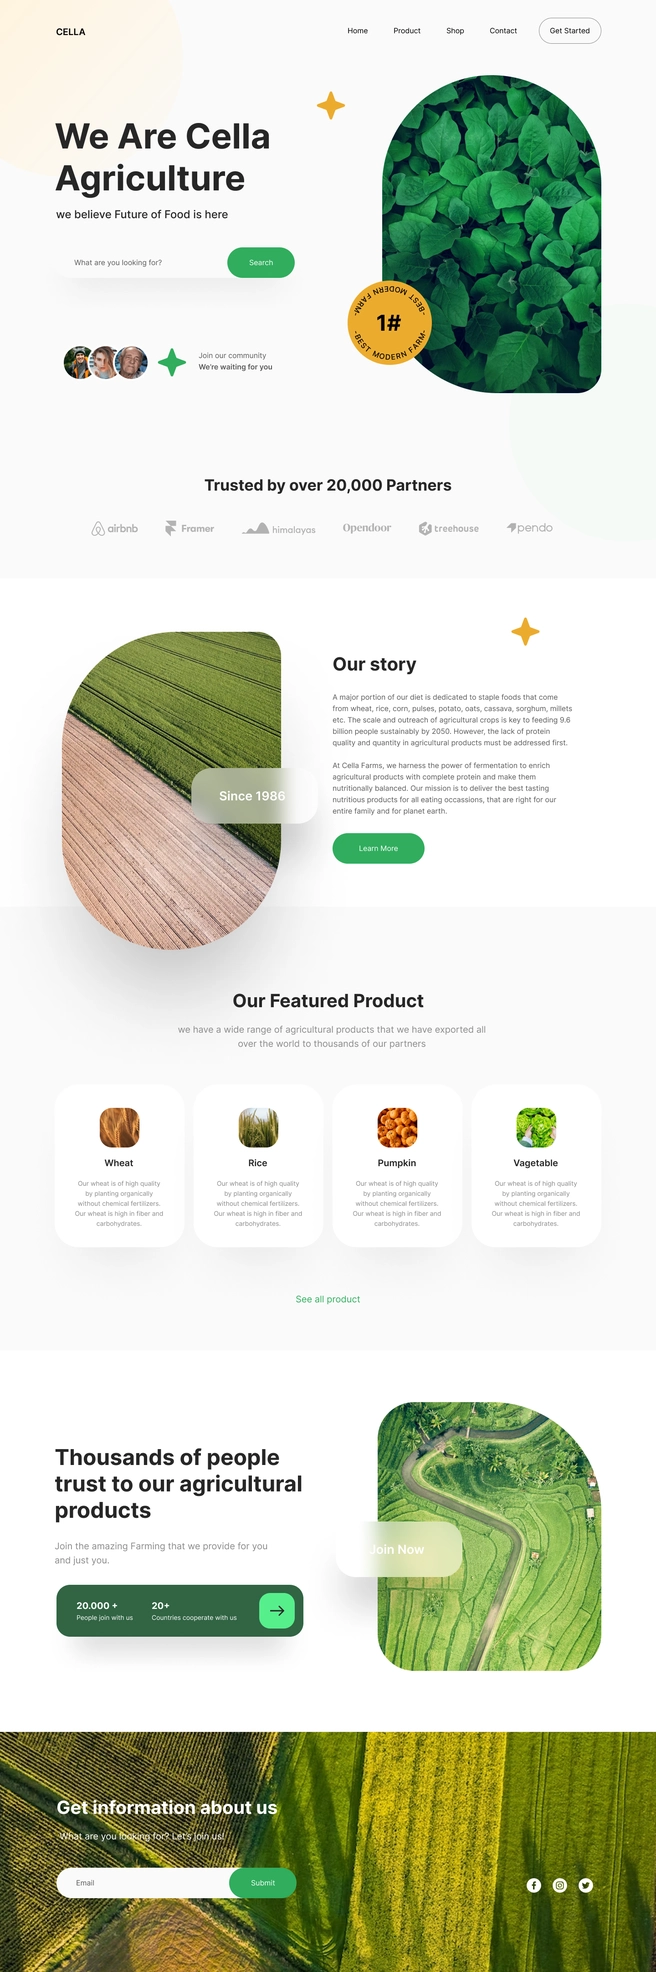 CELLA
Home
Product
Shop
Contact
Get Started
We Are Cella
Agriculture
we believe Future of Food is here
What are you looking for?
Search
-BEST MODERN FARM-
1#
-BEST MODERN FARM-
Join our community
We're waiting for you
Trusted by over 20,000 Partners
airbnb
Framer
himalayas
Opendoor
treehouse
pendo
Our story
A major portion of our diet is dedicated to staple foods that come
from wheat, rice, corn, pulses, potato, oats, cassava, sorghum, millets
etc. The scale and outreach of agricultural crops is key to feeding 9.6
billion people sustainably by 2050. However, the lack of protein
quality and quantity in agricultural products must be addressed first.
At Cella Farms, we harness the power of fermentation to enrich
agricultural products with complete protein and make them
nutritionally balanced. Our mission is to deliver the best tasting
nutritious products for all eating occassions, that are right for our
entire family and for planet earth.
Since 1986
Learn More
Our Featured Product
we have a wide range of agricultural products that we have exported all
over the world to thousands of our partners
Wheat
Our wheat is of high quality
by planting organically
without chemical fertilizers.
Our wheat is high in fiber and
carbohydrates.
Rice
Our wheat is of high quality
by planting organically
without chemical fertilizers.
Our wheat is high in fiber and
carbohydrates.
Pumpkin
Our wheat is of high quality
by planting organically
without chemical fertilizers.
Our wheat is high in fiber and
carbohydrates.
Vagetable
Our wheat is of high quality
by planting organically
without chemical fertilizers.
Our wheat is high in fiber and
carbohydrates.
See all product
Thousands of people
trust to our agricultural
products
Join the amazing Farming that we provide for you
and just you.
20.000 +
People join with us
20+
Countries cooperate with us
Join Now
Get information about us
What are you looking for? Let's join us!
Email
Submit